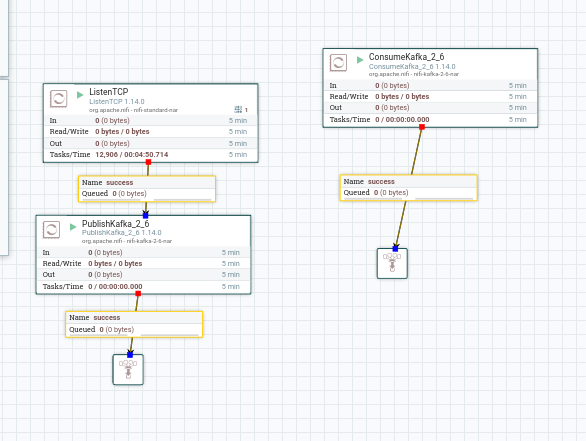 ListenTCP
ListenTCP 1.14.0
org.apache.nifi - nifi-standard-nar
1
In 0 (0 bytes) 5 min
Read/Write 0 bytes / 0 bytes 5 min
Out 0 (0 bytes) 5 min
Tasks/Time 12,906 / 00:04:50.714 5 min
Name success
Queued 0 (0 bytes)
PublishKafka_2_6
PublishKafka_2_6 1.14.0
org.apache.nifi - nifi-kafka-2-6-nar
In 0 (0 bytes) 5 min
Read/Write 0 bytes / 0 bytes 5 min
Out 0 (0 bytes) 5 min
Tasks/Time 0 / 00:00:00.000 5 min
Name success
Queued 0 (0 bytes)
ConsumeKafka_2_6
ConsumeKafka_2_6 1.14.0
org.apache.nifi - nifi-kafka-2-6-nar
In 0 (0 bytes) 5 min
Read/Write 0 bytes / 0 bytes 5 min
Out 0 (0 bytes) 5 min
Tasks/Time 0 / 00:00:00.000 5 min
Name success
Queued 0 (0 bytes)